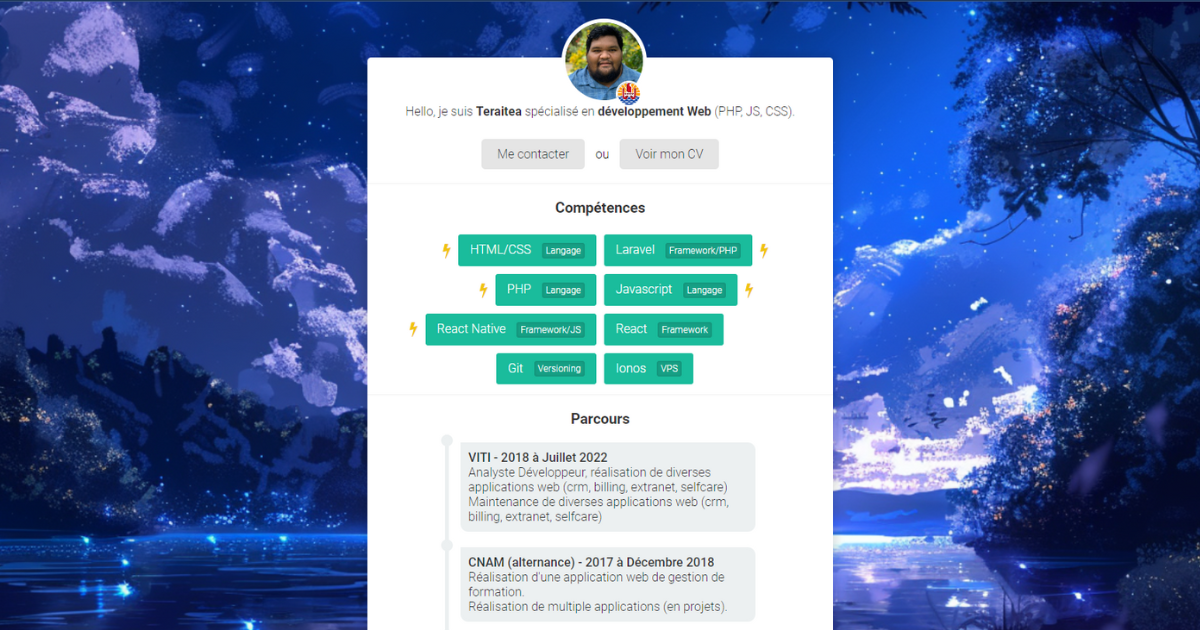 Hello, je suis Teraitea spécialisé en développement Web (PHP, JS, CSS).
Me contacter ou Voir mon CV
Compétences
HTML/CSS Langage Laravel Framework/PHP
PHP Langage Javascript Langage
React Native Framework/JS React Framework
Git Versioning Ionos VPS
Parcours
VITI - 2018 à Juillet 2022
Analyste Développeur, réalisation de diverses
applications web (crm, billing, extranet, selfcare)
Maintenance de diverses applications web (crm,
billing, extranet, selfcare)
CNAM (alternance) - 2017 à Décembre 2018
Réalisation d'une application web de gestion de
formation.
Réalisation de multiple applications (en projets).